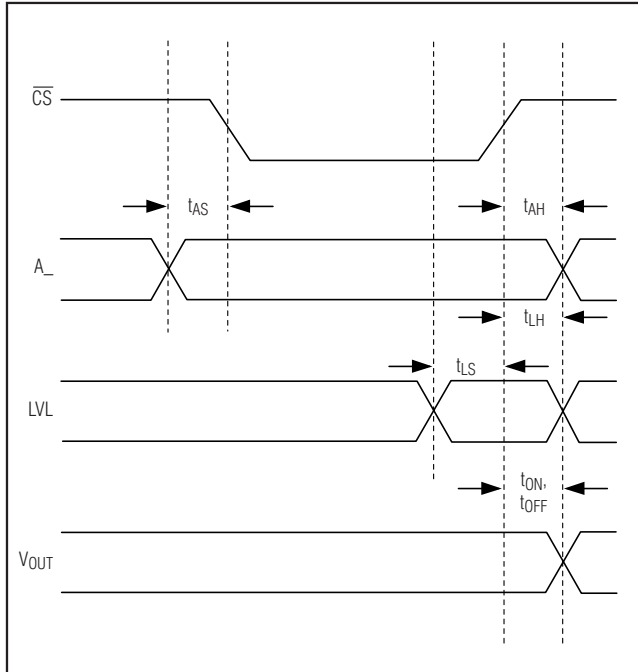 CS
tAS
tAH
A_
tLH
tLS
LVL
tON,
tOFF
VOUT